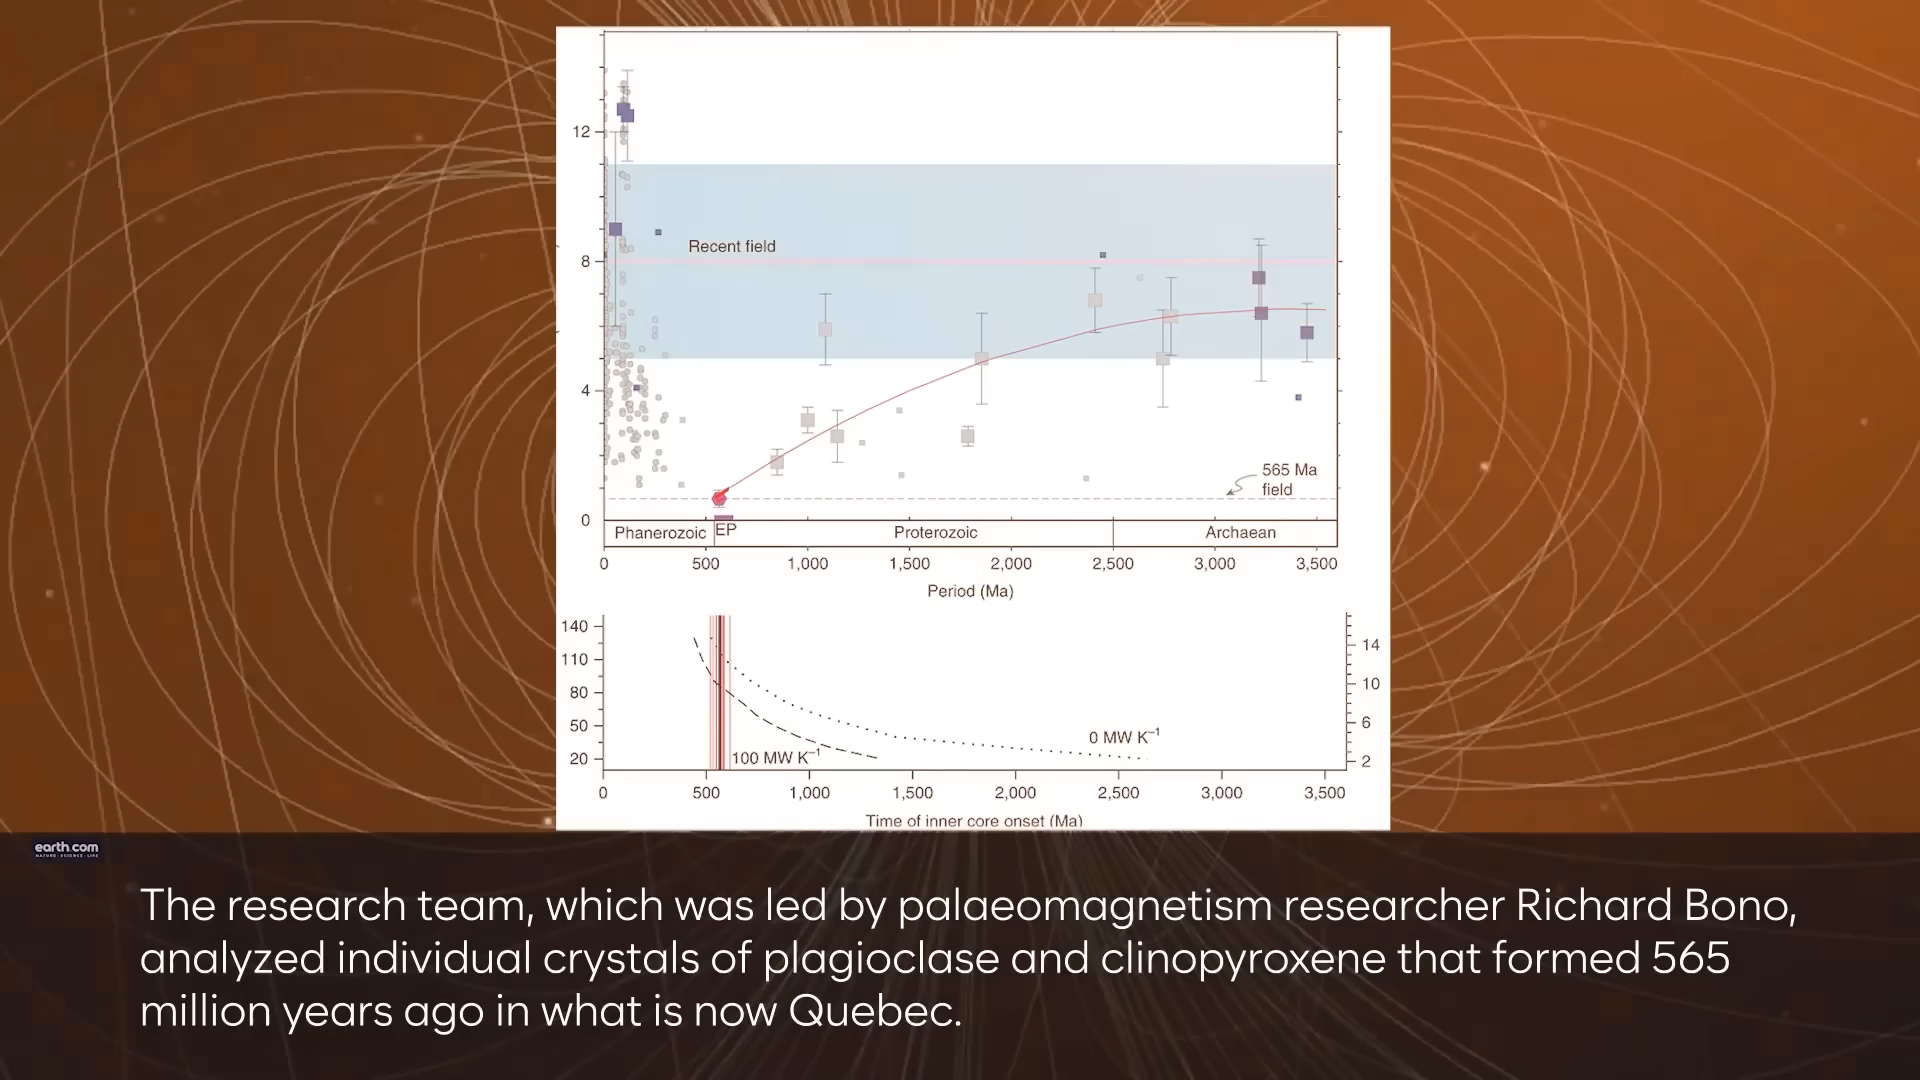 12
Recent field
8
4
565 Ma
field
0
Phanerozoic EP Proterozoic Archaean
0 500 1,000 1,500 2,000 2,500 3,000 3,500
Period (Ma)
140
110
80
50
20
14
10
6
2
0 MW K⁻¹
100 MW K⁻¹
0 500 1,000 1,500 2,000 2,500 3,000 3,500
Time of inner core onset (Ma)
earth.com
NATURE · SCIENCE · LIFE
The research team, which was led by palaeomagnetism researcher Richard Bono,
analyzed individual crystals of plagioclase and clinopyroxene that formed 565
million years ago in what is now Quebec.